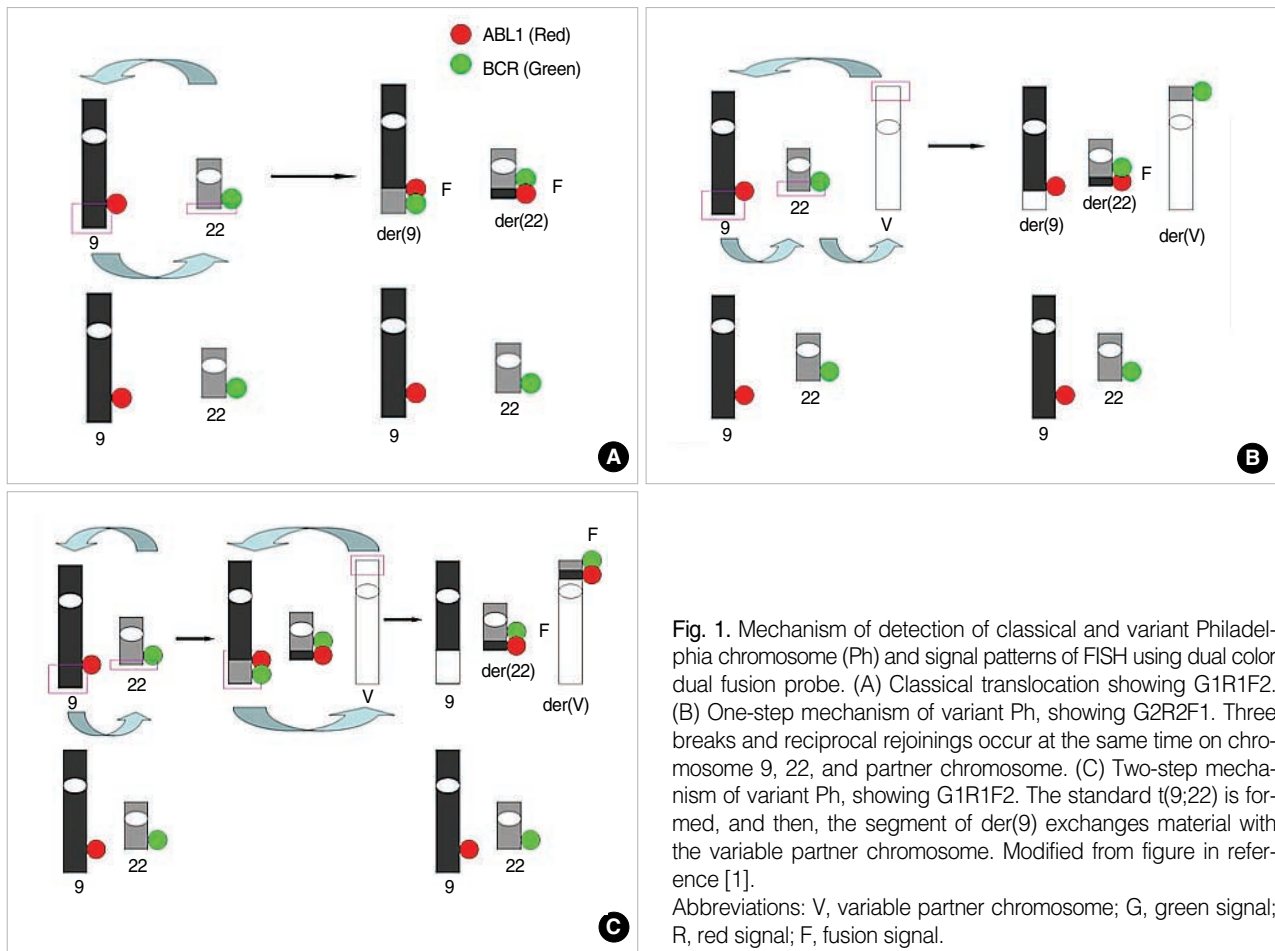 ABL1 (Red)
BCR (Green)
9
22
F
F
der(9)
der(22)
9
22
9
22
A
9
22
V
der(9)
der(22)
F
der(V)
9
22
9
22
B
9
22
V
9
der(22)
F
F
der(V)
9
22
9
22
C
Fig. 1. Mechanism of detection of classical and variant Philadel-
phia chromosome (Ph) and signal patterns of FISH using dual color
dual fusion probe. (A) Classical translocation showing G1R1F2.
(B) One-step mechanism of variant Ph, showing G2R2F1. Three
breaks and reciprocal rejoinings occur at the same time on chro-
mosome 9, 22, and partner chromosome. (C) Two-step mecha-
nism of variant Ph, showing G1R1F2. The standard t(9;22) is for-
med, and then, the segment of der(9) exchanges material with
the variable partner chromosome. Modified from figure in refer-
ence [1].
Abbreviations: V, variable partner chromosome; G, green signal;
R, red signal; F, fusion signal.